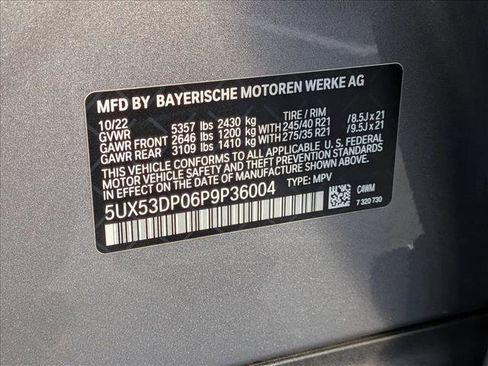 MFD BY BAYERISCHE MOTOREN WERKE AG
10/22 TIRE / RIM
GVWR 5357 lbs 2430 kg
GAWR FRONT 2646 lbs 1200 kg WITH 245/40 R21 /8.5J x 21
GAWR REAR 3109 lbs 1410 kg WITH 275/35 R21 /9.5J x 21
THIS VEHICLE CONFORMS TO ALL APPLICABLE U.S. FEDERAL
MOTOR VEHICLE SAFETY AND THEFT PREVENTION STANDARDS
IN EFFECT ON THE DATE OF MANUFACTURE SHOWN ABOVE.
5UX53DP06P9P36004 TYPE: MPV
C4WM
7 320 730